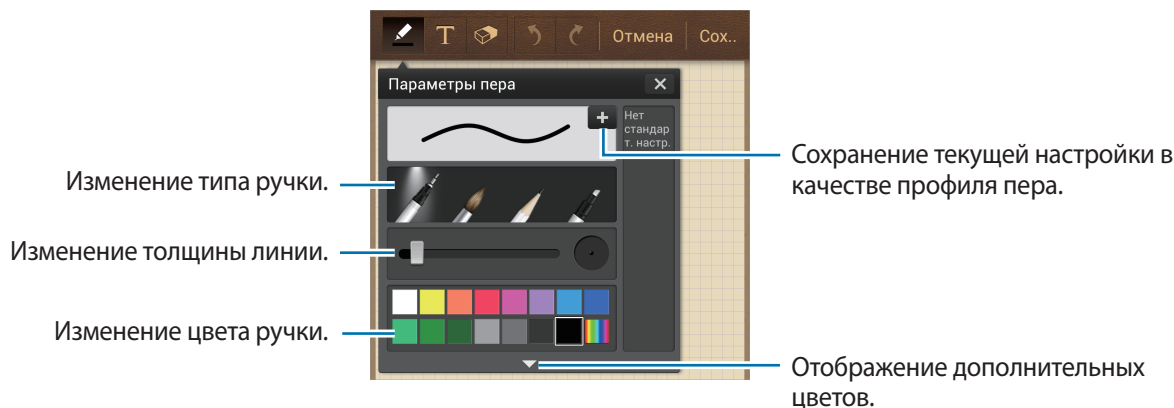 T
Отмена
Сох..
Параметры пера
Нет
стандар
т. настр.
Сохранение текущей настройки в
качестве профиля пера.
Изменение типа ручки.
Изменение толщины линии.
Изменение цвета ручки.
Отображение дополнительных
цветов.